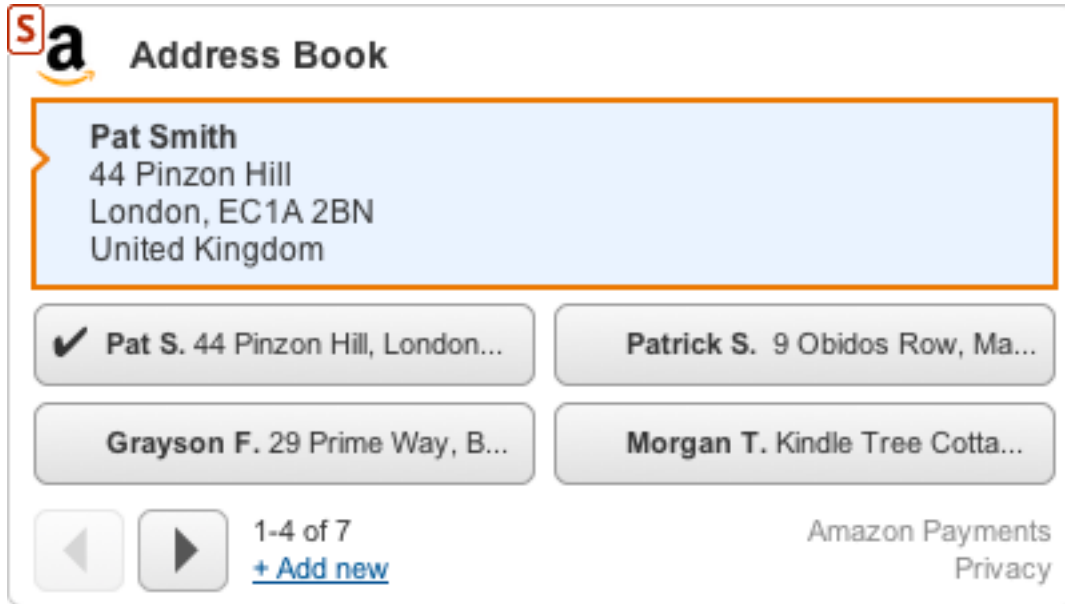 S
a
Address Book
Pat Smith
44 Pinzon Hill
London, EC1A 2BN
United Kingdom
✔ Pat S. 44 Pinzon Hill, London...
Patrick S. 9 Obidos Row, Ma...
Grayson F. 29 Prime Way, B...
Morgan T. Kindle Tree Cotta...
1-4 of 7
+ Add new
Amazon Payments
Privacy